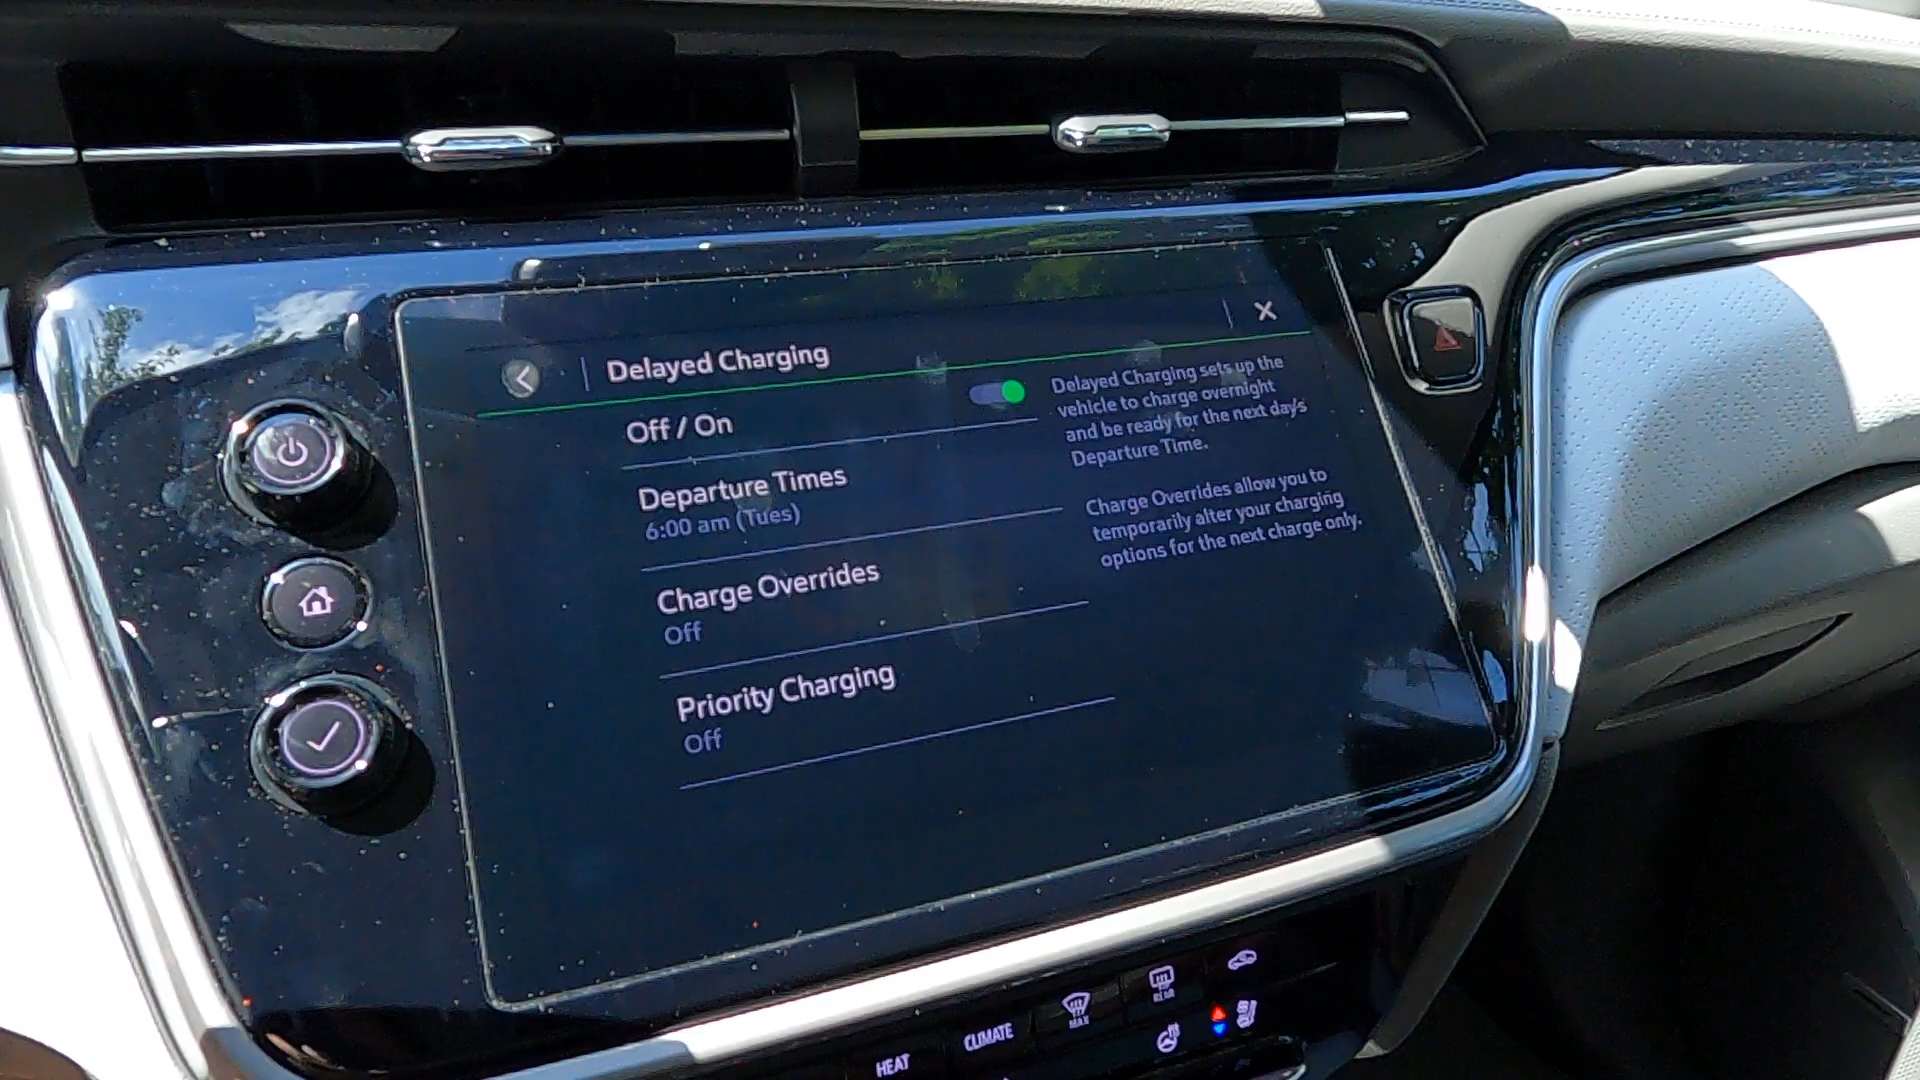 Delayed Charging
Off / On
Departure Times
6:00 am (Tues)
Charge Overrides
Off
Priority Charging
Off
Delayed Charging sets up the
vehicle to charge overnight
and be ready for the next day's
Departure Time.
Charge Overrides allow you to
temporarily alter your charging
options for the next charge only.
HEAT
CLIMATE
MAX
REAR